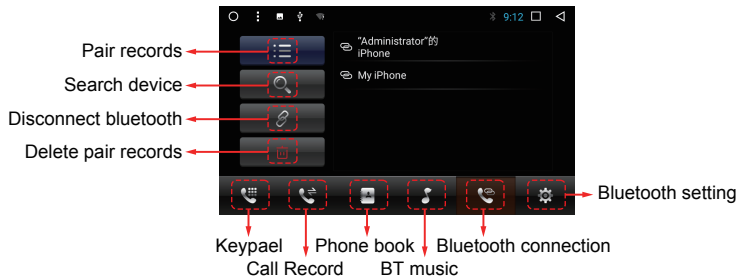 9:12
Pair records
"Administrator"的
iPhone
Search device
My iPhone
Disconnect bluetooth
Delete pair records
Bluetooth setting
Keypael
Phone book
Bluetooth connection
Call Record
BT music